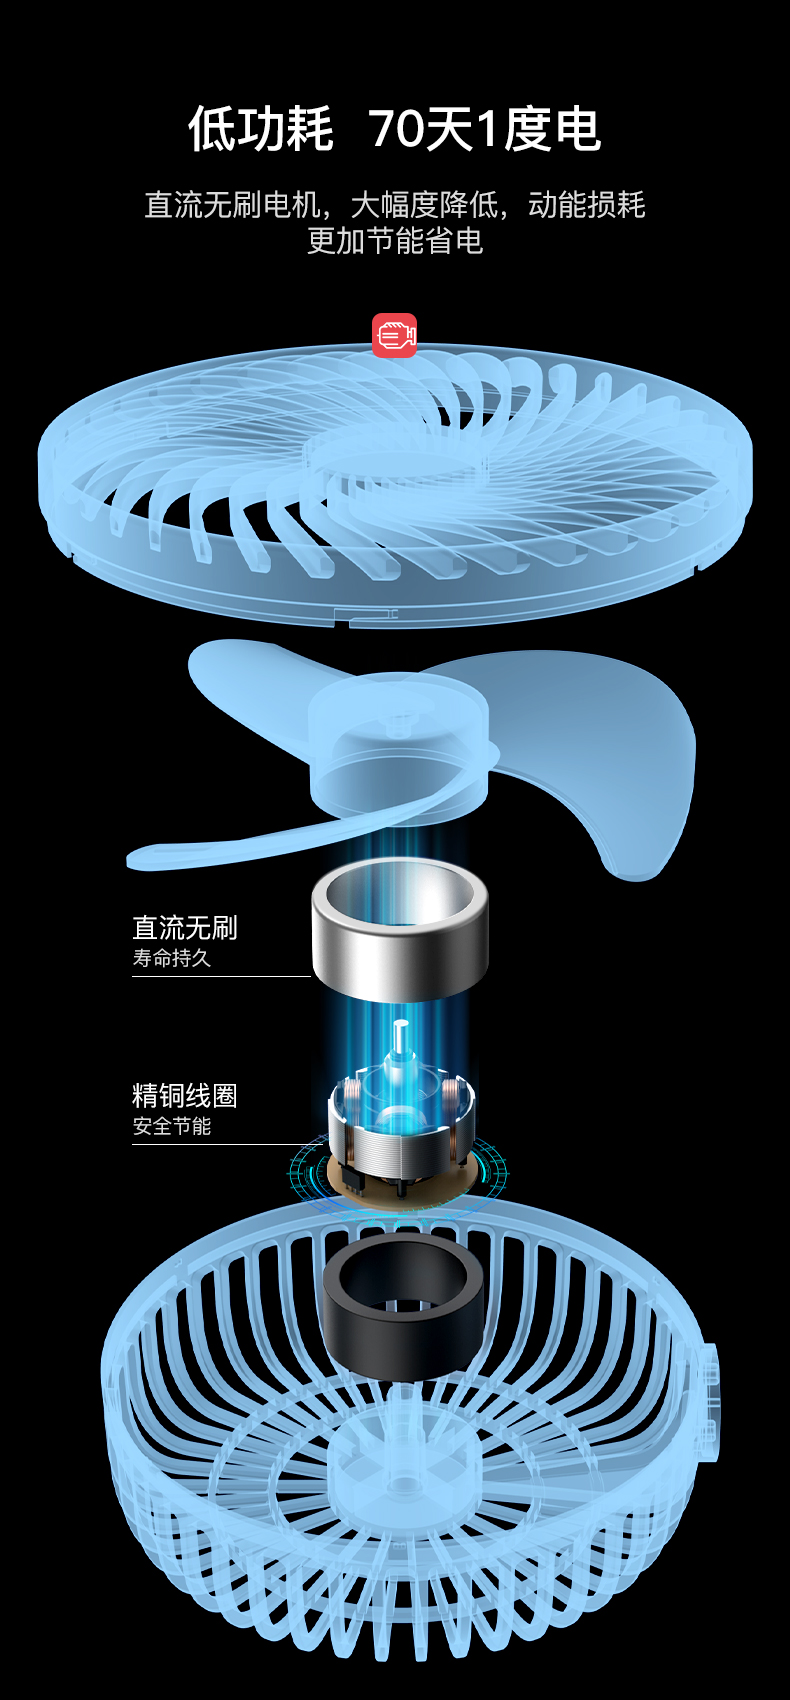 低功耗 70天1度电
直流无刷电机，大幅度降低，动能损耗
更加节能省电
直流无刷
寿命持久
精铜线圈
安全节能